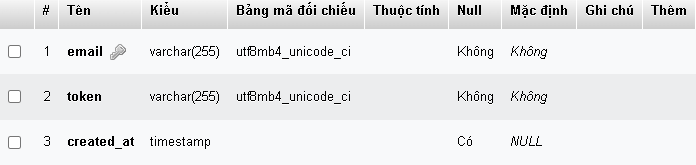 # Tên Kiểu Bảng mã đối chiếu Thuộc tính Null Mặc định Ghi chú Thêm
1 email varchar(255) utf8mb4_unicode_ci Không Không
2 token varchar(255) utf8mb4_unicode_ci Không Không
3 created_at timestamp Có NULL